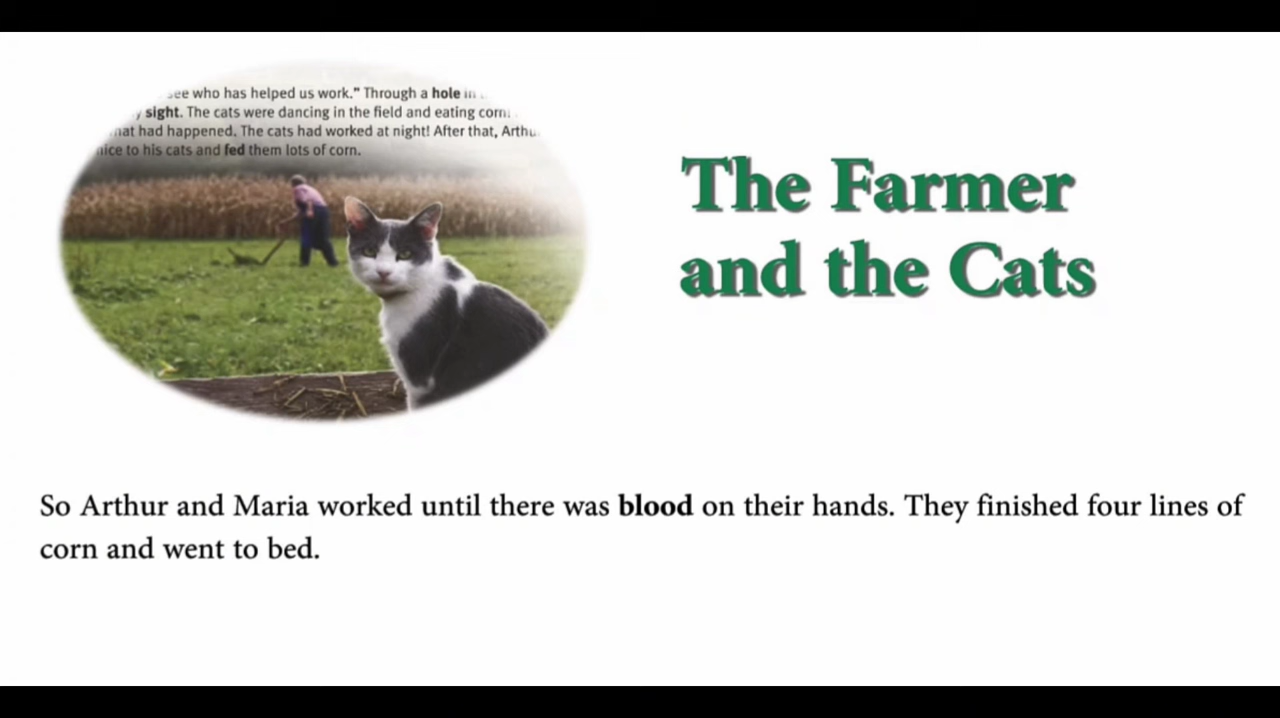 who has helped us work." Through a hole in
sight. The cats were dancing in the field and eating corn.
had happened. The cats had worked at night! After that,
nice to his cats and fed them lots of corn.
The Farmer
and the Cats
So Arthur and Maria worked until there was blood on their hands. They finished four lines of
corn and went to bed.